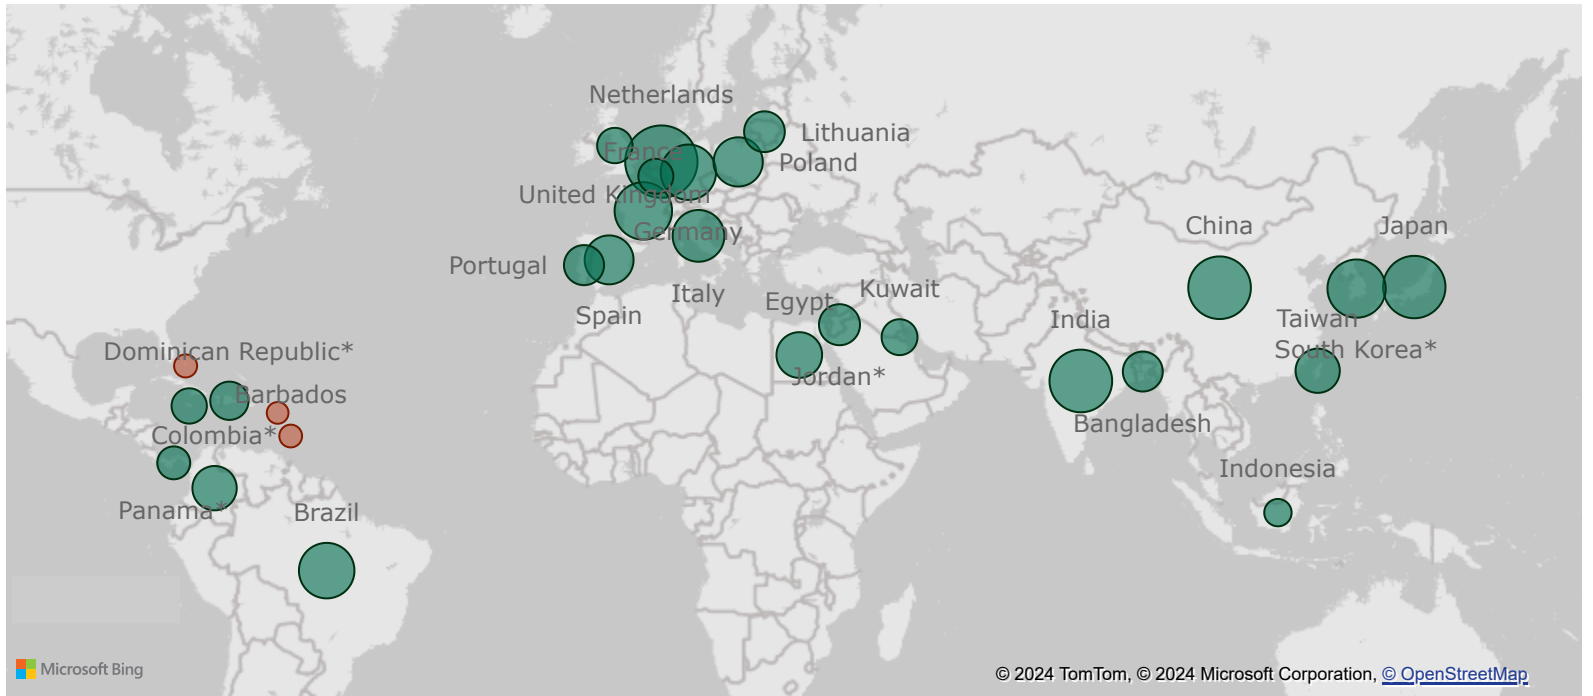 Netherlands
Lithuania
France
Poland
United Kingdom
China
Japan
Germany
Portugal
Italy
Kuwait
Egypt
Spain
India
Taiwan
South Korea*
Dominican Republic*
Jordan*
Barbados
Bangladesh
Colombia*
Indonesia
Panama*
Brazil
Microsoft Bing
© 2024 TomTom, © 2024 Microsoft Corporation, © OpenStreetMap